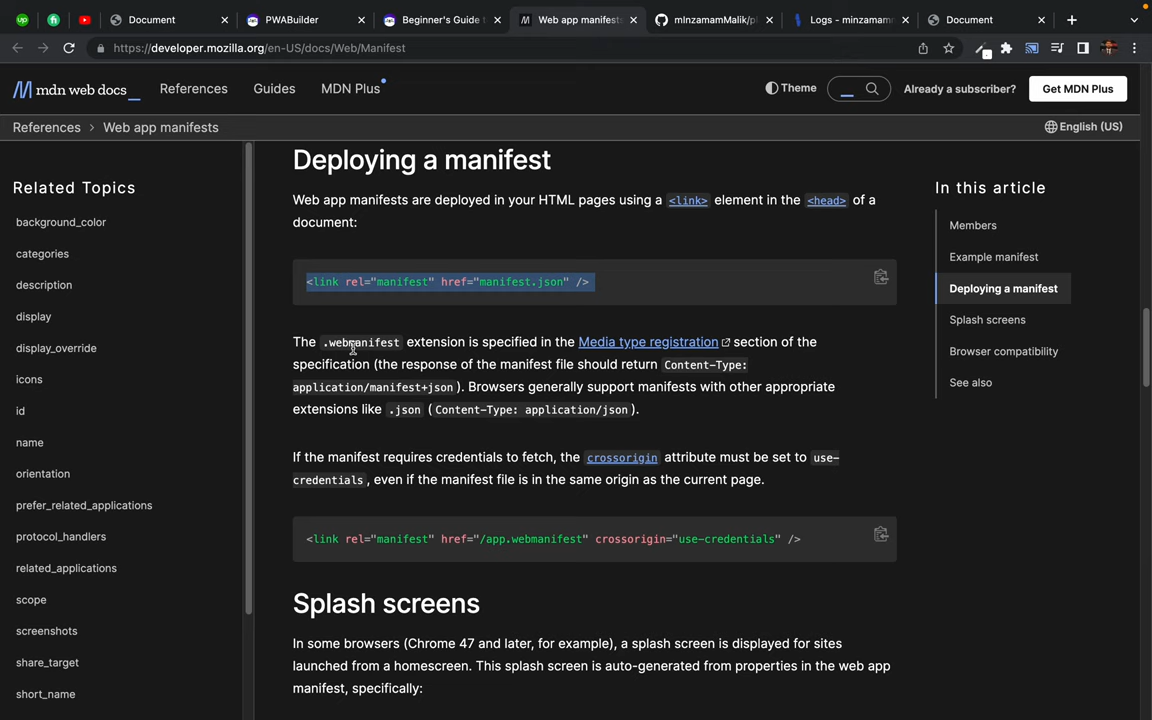 Document
PWABuilder
Beginner's Guide t
Web app manifests
mInzamamMalik/p
Logs - minzamamr
Document
https://developer.mozilla.org/en-US/docs/Web/Manifest
mdn web docs_
References
Guides
MDN Plus
Theme
Already a subscriber?
Get MDN Plus
References > Web app manifests
English (US)
Related Topics
background_color
categories
description
display
display_override
icons
id
name
orientation
prefer_related_applications
protocol_handlers
related_applications
scope
screenshots
share_target
short_name
Deploying a manifest
Web app manifests are deployed in your HTML pages using a <link> element in the <head> of a
document:
<link rel="manifest" href="manifest.json" />
The .webmanifest extension is specified in the Media type registration section of the
specification (the response of the manifest file should return Content-Type:
application/manifest+json). Browsers generally support manifests with other appropriate
extensions like .json (Content-Type: application/json).
If the manifest requires credentials to fetch, the crossorigin attribute must be set to use-
credentials, even if the manifest file is in the same origin as the current page.
<link rel="manifest" href="/app.webmanifest" crossorigin="use-credentials" />
Splash screens
In some browsers (Chrome 47 and later, for example), a splash screen is displayed for sites
launched from a homescreen. This splash screen is auto-generated from properties in the web app
manifest, specifically:
In this article
Members
Example manifest
Deploying a manifest
Splash screens
Browser compatibility
See also